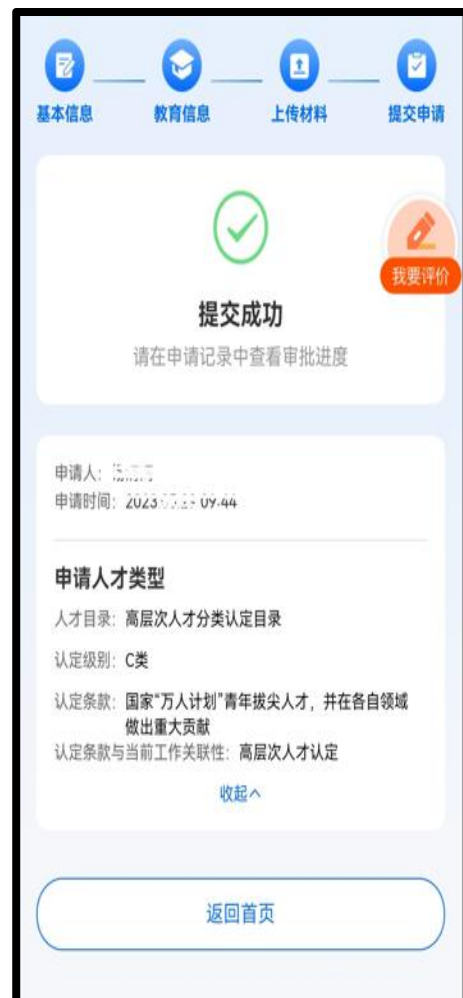 基本信息 教育信息 上传材料 提交申请
我要评价
提交成功
请在申请记录中查看审批进度
申请人:
申请时间: 2023 09:44
申请人才类型
人才目录: 高层次人才分类认定目录
认定级别: C类
认定条款: 国家“万人计划”青年拔尖人才，并在各自领域
做出重大贡献
认定条款与当前工作关联性: 高层次人才认定
收起
返回首页